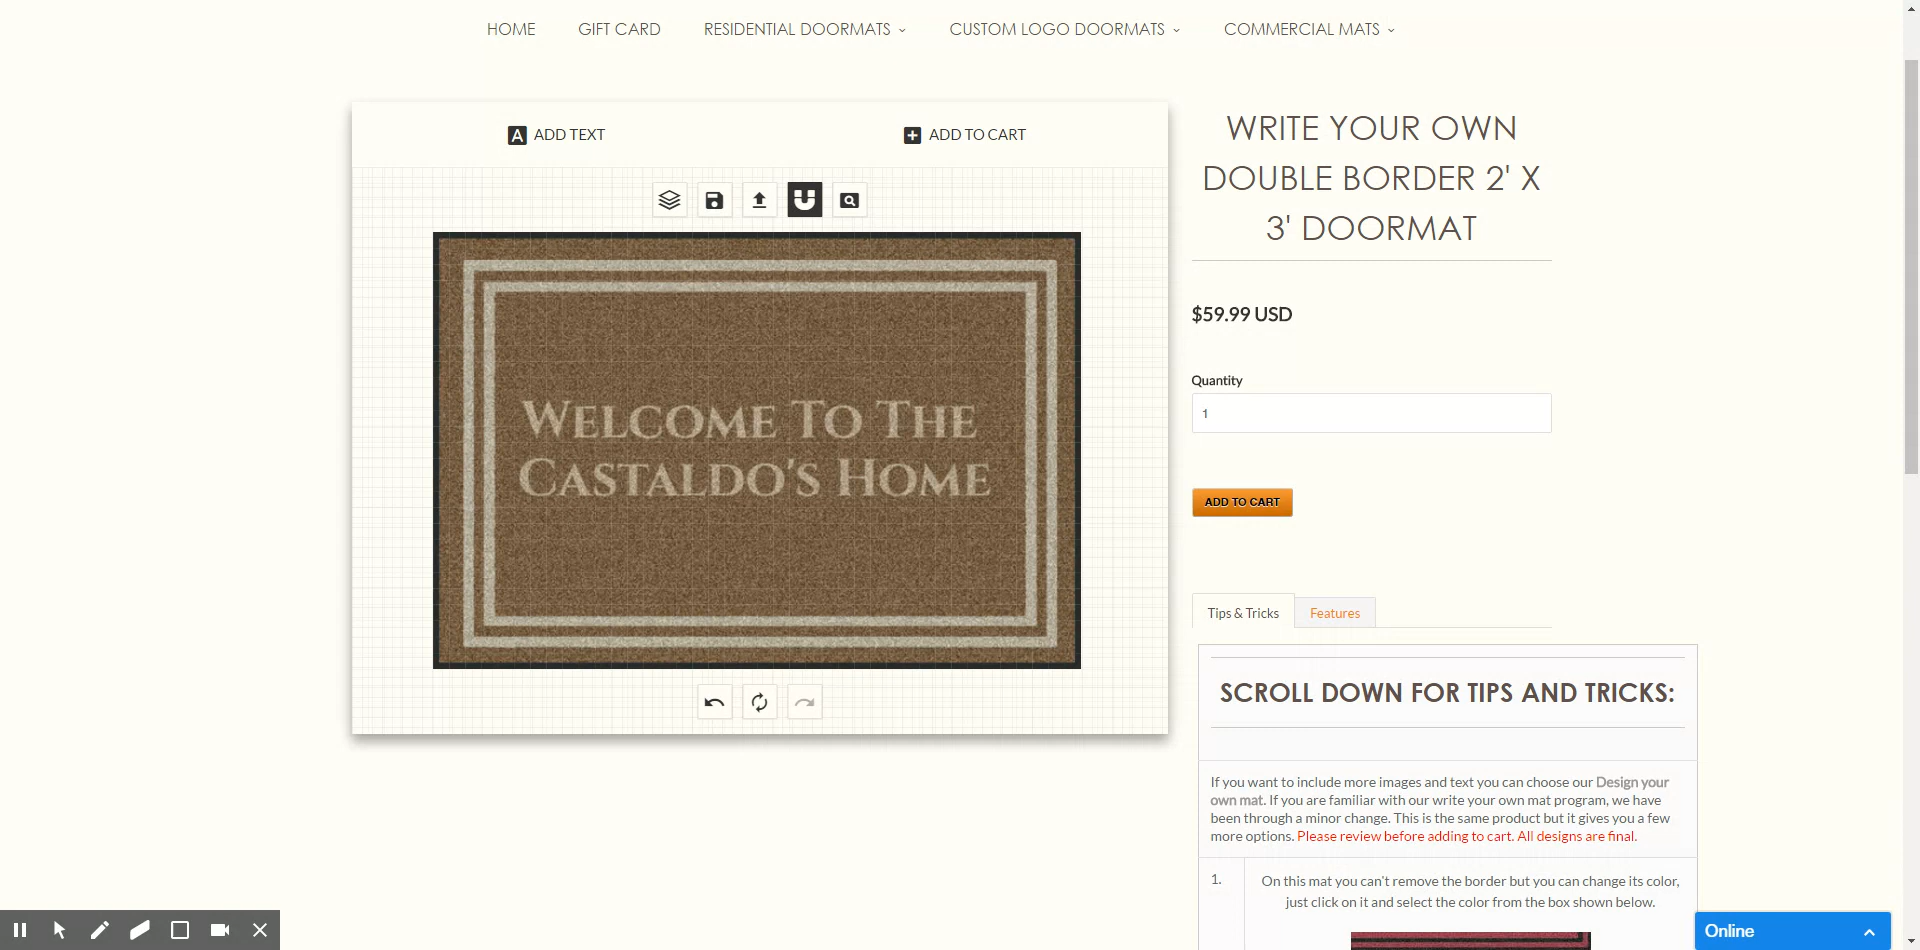 HOME GIFT CARD RESIDENTIAL DOORMATS CUSTOM LOGO DOORMATS COMMERCIAL MATS
ADD TEXT ADD TO CART
WELCOME TO THE
CASTALDO'S HOME
WRITE YOUR OWN
DOUBLE BORDER 2' X
3' DOORMAT
$59.99 USD
Quantity
1
ADD TO CART
Tips & Tricks Features
SCROLL DOWN FOR TIPS AND TRICKS:
If you want to include more images and text you can choose our Design your
own mat. If you are familiar with our write your own mat program, we have
been through a minor change. This is the same product but it gives you a few
more options. Please review before adding to cart. All designs are final.
1. On this mat you can't remove the border but you can change its color,
just click on it and select the color from the box shown below.
Online